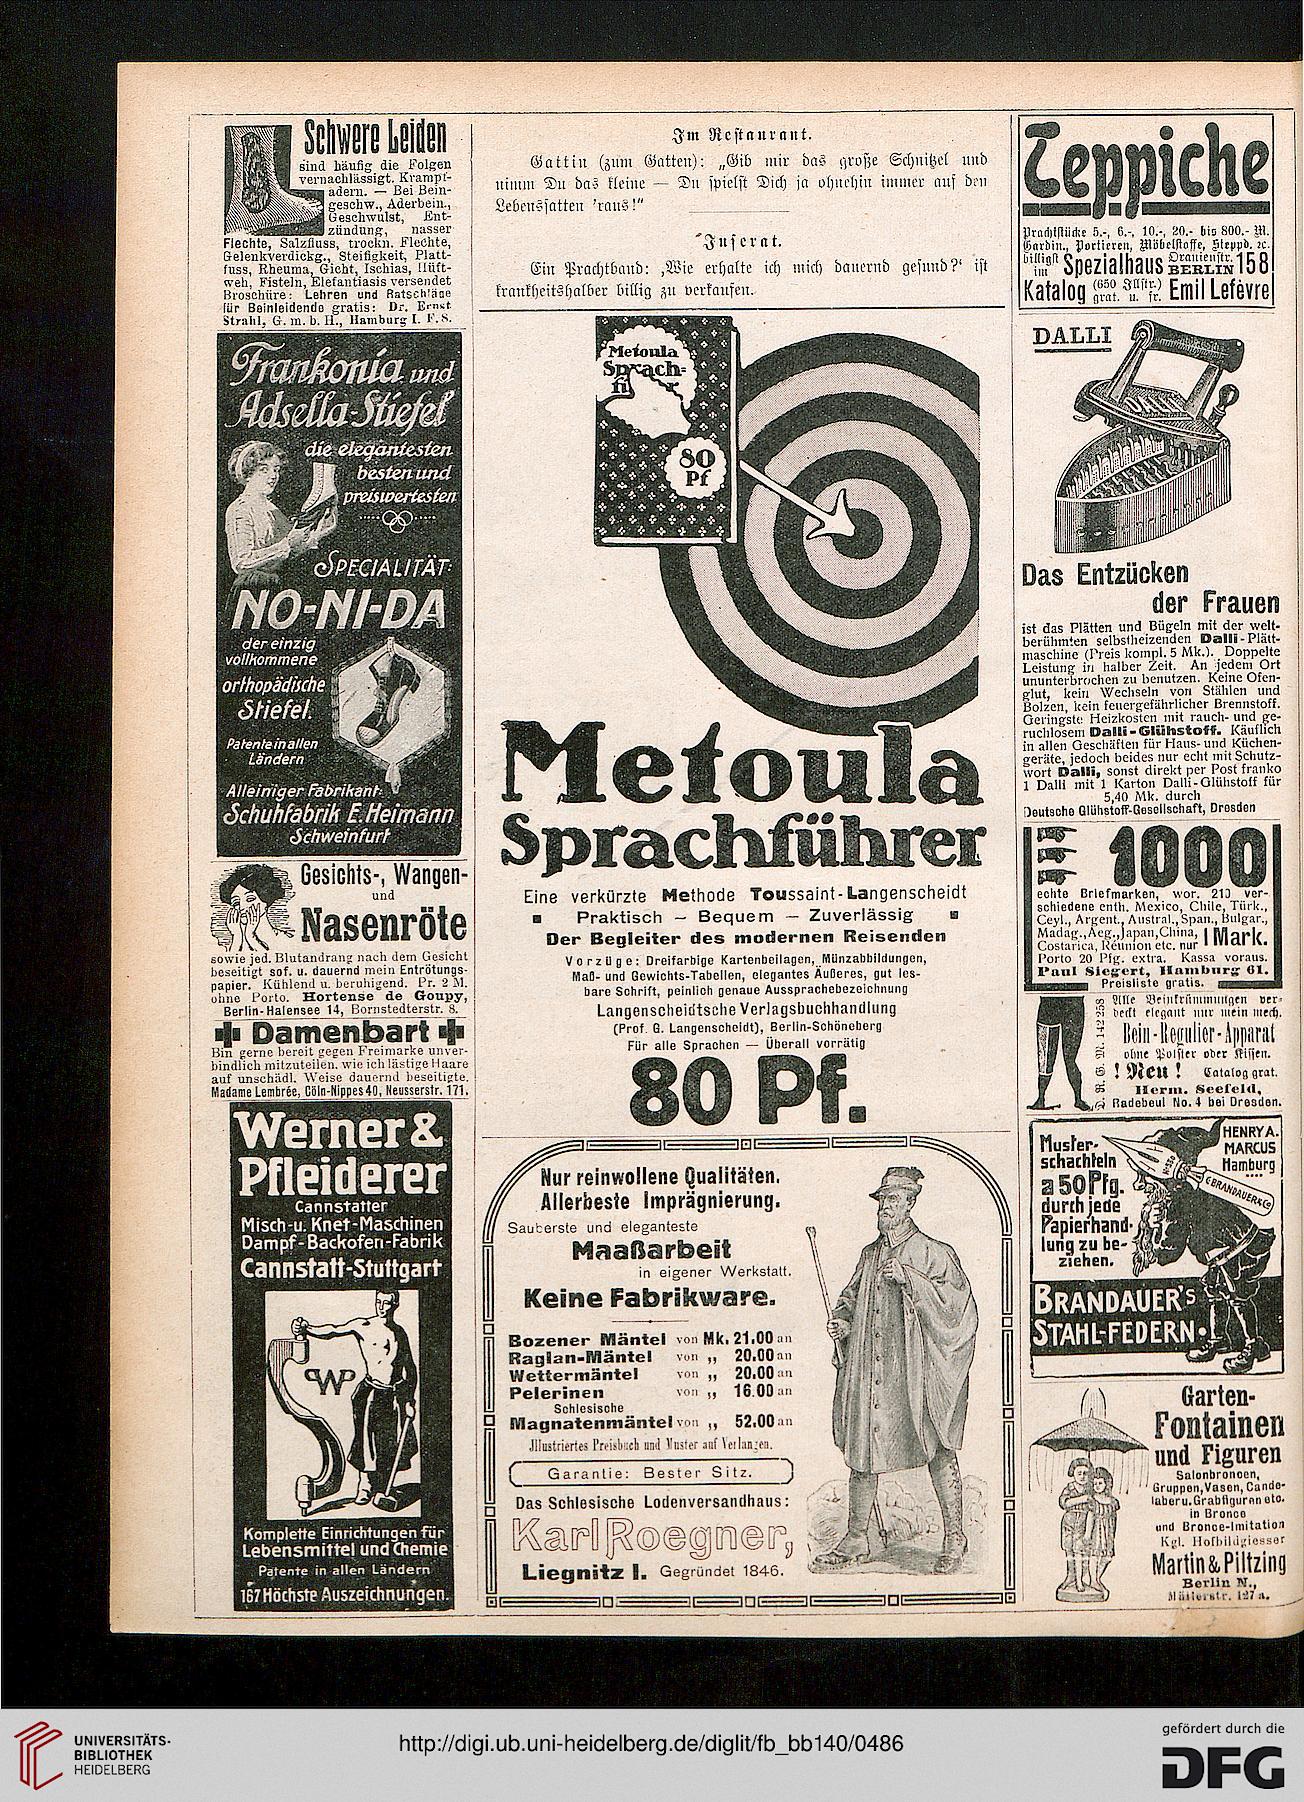 Schwere Leiden
sind häufig die Folgen
vernachlässigt. Krampf-
adern. — Bei Bein-
geschw., Aderbein.,
Geschwulst, Ent-
zündung, nasser
Flechte, Salzfluss, trockn. Flechte,
Gelenkverdickg., Steifigkeit, Platt-
fuss, Rheuma, Gicht, Ischias, Hüft-
weh, Fisteln, Elefantiasis versendet
Broschüre: Lehren und Ratschläge
für Beinleidende gratis: Dr. Ernst
Strahl, G. m. b. H., Hamburg I. F. S.
Frankonia und
Adsella-Stiefel
die elegantesten
besten und
preiswertesten
SPECIALITÄT:
NO-NI-DA
der einzig
vollkommene
orthopädische
Stiefel.
Patente in allen
Ländern
Alleiniger Fabrikant:
Schuhfabrik E. Heimann
Schweinfurt
Gesichts-, Wangen-
und
Nasenröte
sowie jed. Blutandrang nach dem Gesicht
beseitigt sof. u. dauernd mein Entrötungs-
papier. Kühlend u. beruhigend. Pr. 2 M.
ohne Porto. Hortense de Goupy,
Berlin-Halensee 14, Bornstedterstr. 8.
Damenbart
Bin gerne bereit gegen Freimarke unver-
bindlich mitzuteilen, wie ich lästige Haare
auf unschädl. Weise dauernd beseitigte.
Madame Lembrée, Cöln-Nippes 40, Neusserstr. 171.
Werner &
Pfleiderer
Cannstatter
Misch-u. Knet-Maschinen
Dampf-Backofen-Fabrik
Cannstatt-Stuttgart
WP
Komplette Einrichtungen für
Lebensmittel und Chemie
Patente in allen Ländern
167 Höchste Auszeichnungen.
Im Restaurant.
Gattin (zum Gatten): „Gib mir das große Schnitzel und
nimm Du das kleine — Du spielst Dich ja ohnehin immer auf den
Lebenssatten 'raus!"
Inserat.
Ein Prachtband: ‚Wie erhalte ich mich dauernd gesund?‘ ist
krankheitshalber billig zu verkaufen.
Metoula
Sprach-
80
Pf
Metoula
Sprachführer
Eine verkürzte Methode Toussaint-Langenscheidt
Praktisch — Bequem — Zuverlässig
Der Begleiter des modernen Reisenden
Vorzüge: Dreifarbige Kartenbeilagen, Münzabbildungen,
Maß- und Gewichts-Tabellen, elegantes Äußeres, gut les-
bare Schrift, peinlich genaue Aussprachebezeichnung
Langenscheidtsche Verlagsbuchhandlung
(Prof. G. Langenscheidt), Berlin-Schöneberg
Für alle Sprachen — Überall vorrätig
80 Pf.
Nur reinwollene Qualitäten.
Allerbeste Imprägnierung.
Sauberste und eleganteste
Maaßarbeit
in eigener Werkstatt.
Keine Fabrikware.
Bozener Mäntel von Mk. 21.00 an
Raglan-Mäntel von „ 20.00 an
Wettermäntel von „ 20.00 an
Pelerinen von „ 16.00 an
Schlesische
Magnatenmäntel von „ 52.00 an
Jllustriertes Preisbuch und Muster auf Verlangen.
Garantie: Bester Sitz.
Das Schlesische Lodenversandhaus:
Karl Roegner,
Liegnitz I. Gegründet 1846.
Teppiche
Prachtstücke 5.-, 6.-, 10.-, 20.- bis 800.- M.
Gardin., Portieren, Möbelstoffe, Steppd. rc.
billigst im Spezialhaus Oranienstr. BERLIN 158
Katalog (650 Illstr.) grat. u. fr. Emil Lefèvre
DALLI
Das Entzücken
der Frauen
ist das Plätten und Bügeln mit der welt-
berühmten selbstheizenden Dalli-Plätt-
maschine (Preis kompl. 5 Mk.). Doppelte
Leistung in halber Zeit. An jedem Ort
ununterbrochen zu benutzen. Keine Ofen-
glut, kein Wechseln von Stählen und
Bolzen, kein feuergefährlicher Brennstoff.
Geringste Heizkosten mit rauch- und ge-
ruchlosem Dalli-Glühstoff. Käuflich
in allen Geschäften für Haus- und Küchen-
geräte, jedoch beides nur echt mit Schutz-
wort Dalli, sonst direkt per Post franko
1 Dalli mit 1 Karton Dalli-Glühstoff für
5,40 Mk. durch
Deutsche Glühstoff-Gesellschaft, Dresden
1000
echte Briefmarken, wor. 210 ver-
schiedene enth. Mexico, Chile, Türk.,
Ceyl., Argent., Austral., Span., Bulgar.,
Madag., Aeg., Japan, China,
Costarica, Réunion etc. nur 1 Mark.
Porto 20 Pfg. extra. Kassa voraus.
Paul Siegert, Hamburg 61.
Preisliste gratis.
Alle Beinkrümmungen ver-
deckt elegant nur mein mech.
Bein-Regulier-Apparat
ohne Polster oder Kissen.
! Neu ! Catalog grat.
Herm. Seefeld,
Radebeul No. 4 bei Dresden.
D. R. G. M. 142 258
Muster-
schachteln
a 50 Pfg.
durch jede
Papierhand-
lung zu be-
ziehen.
HENRY A.
MARCUS
Hamburg
C. BRANDAUER & Co
BRANDAUER'S
STAHL-FEDERN.
Garten-
Fontainen
und Figuren
Salonbroncen,
Gruppen, Vasen, Cande-
laber u. Grabfiguren etc.
in Bronce
und Bronce-Imitation
Kgl. Hofbildgiesser
Martin & Piltzing
Berlin N.,
Müllerstr. 127 a.
UNIVERSITÄTS-
BIBLIOTHEK
HEIDELBERG
http://digi.ub.uni-heidelberg.de/diglit/fb_bb140/0486
gefördert durch die
DFG